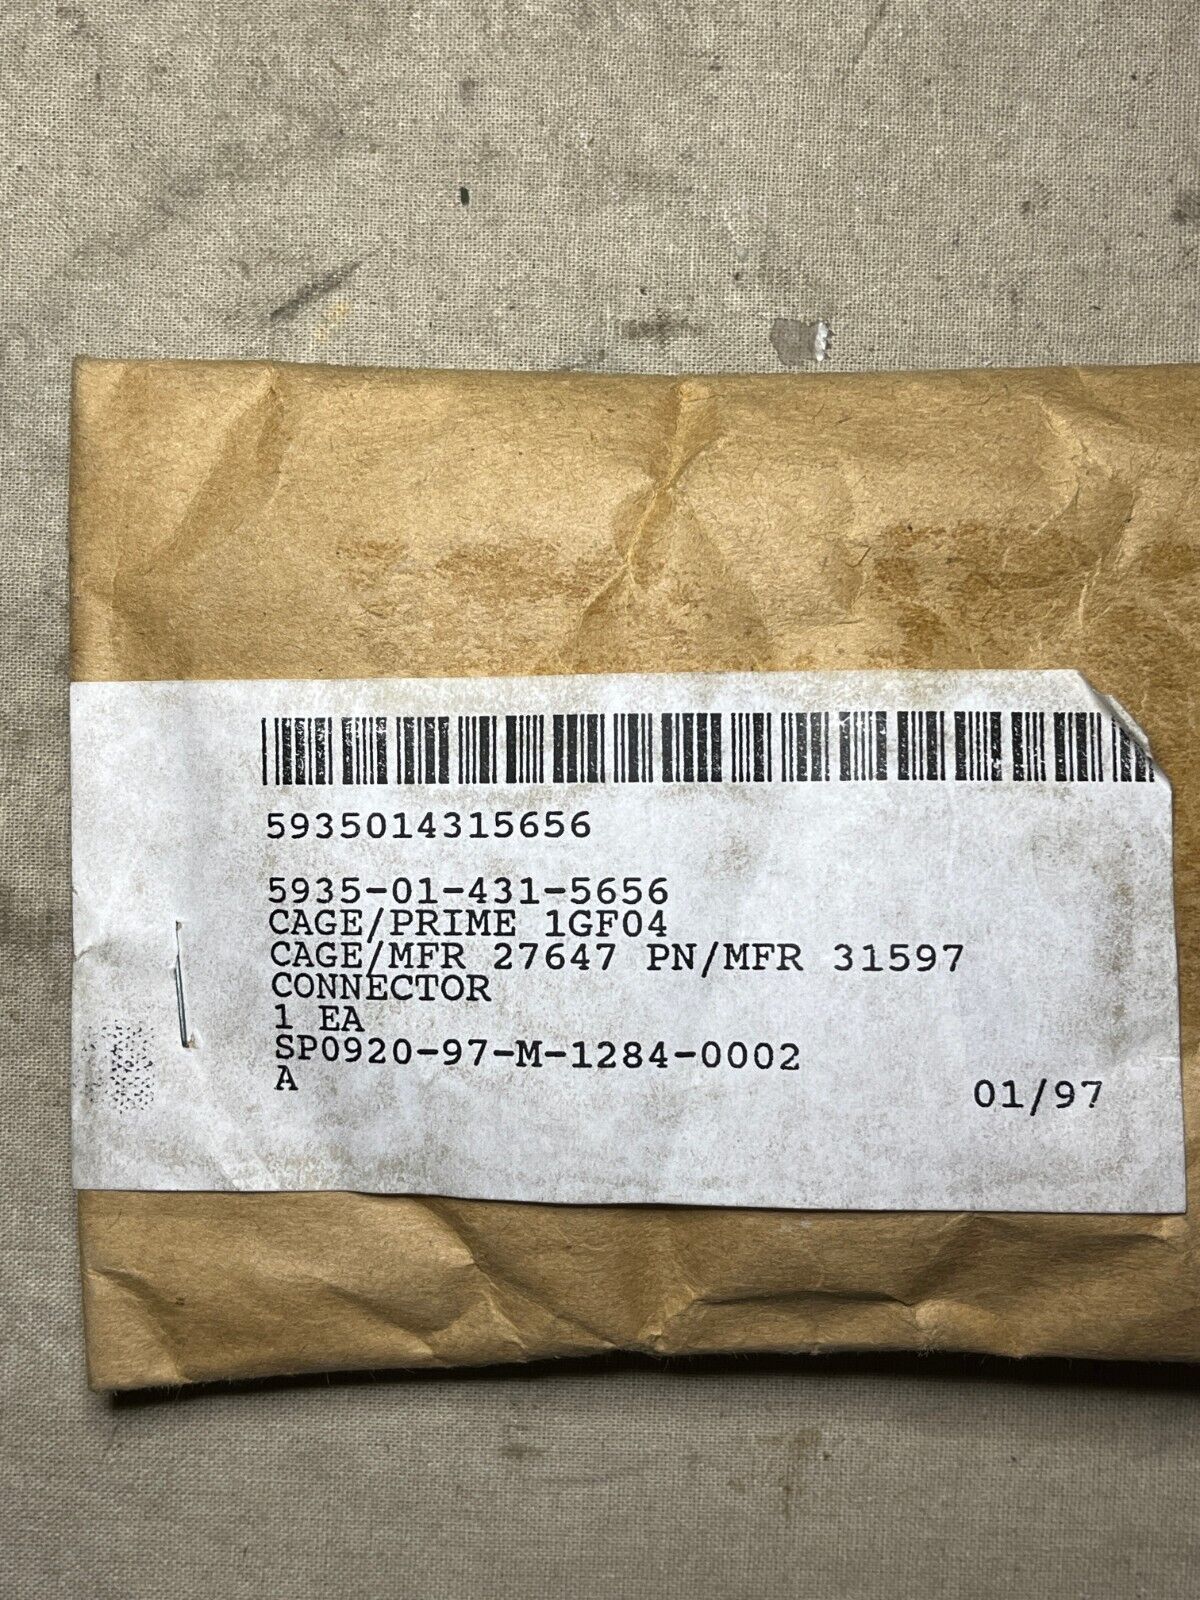 5935014315656
5935-01-431-5656
CAGE/PRIME 1GF04
CAGE/MFR 27647 PN/MFR 31597
CONNECTOR
1 EA
SP0920-97-M-1284-0002
A
01/97